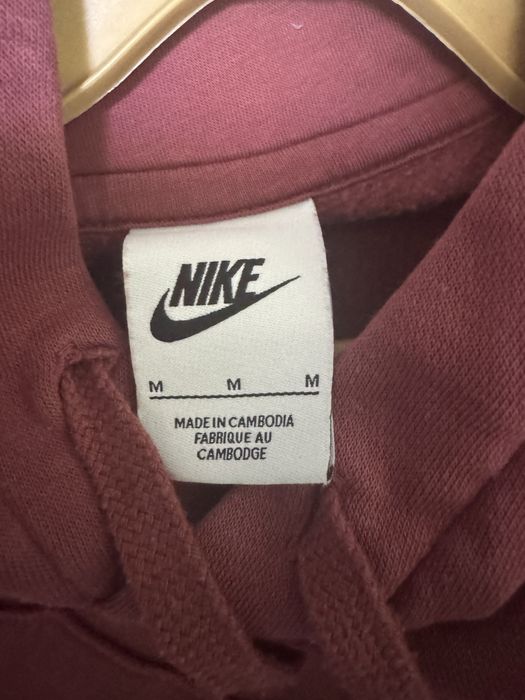 NIKE
M M M
MADE IN CAMBODIA
FABRIQUE AU
CAMBODGE